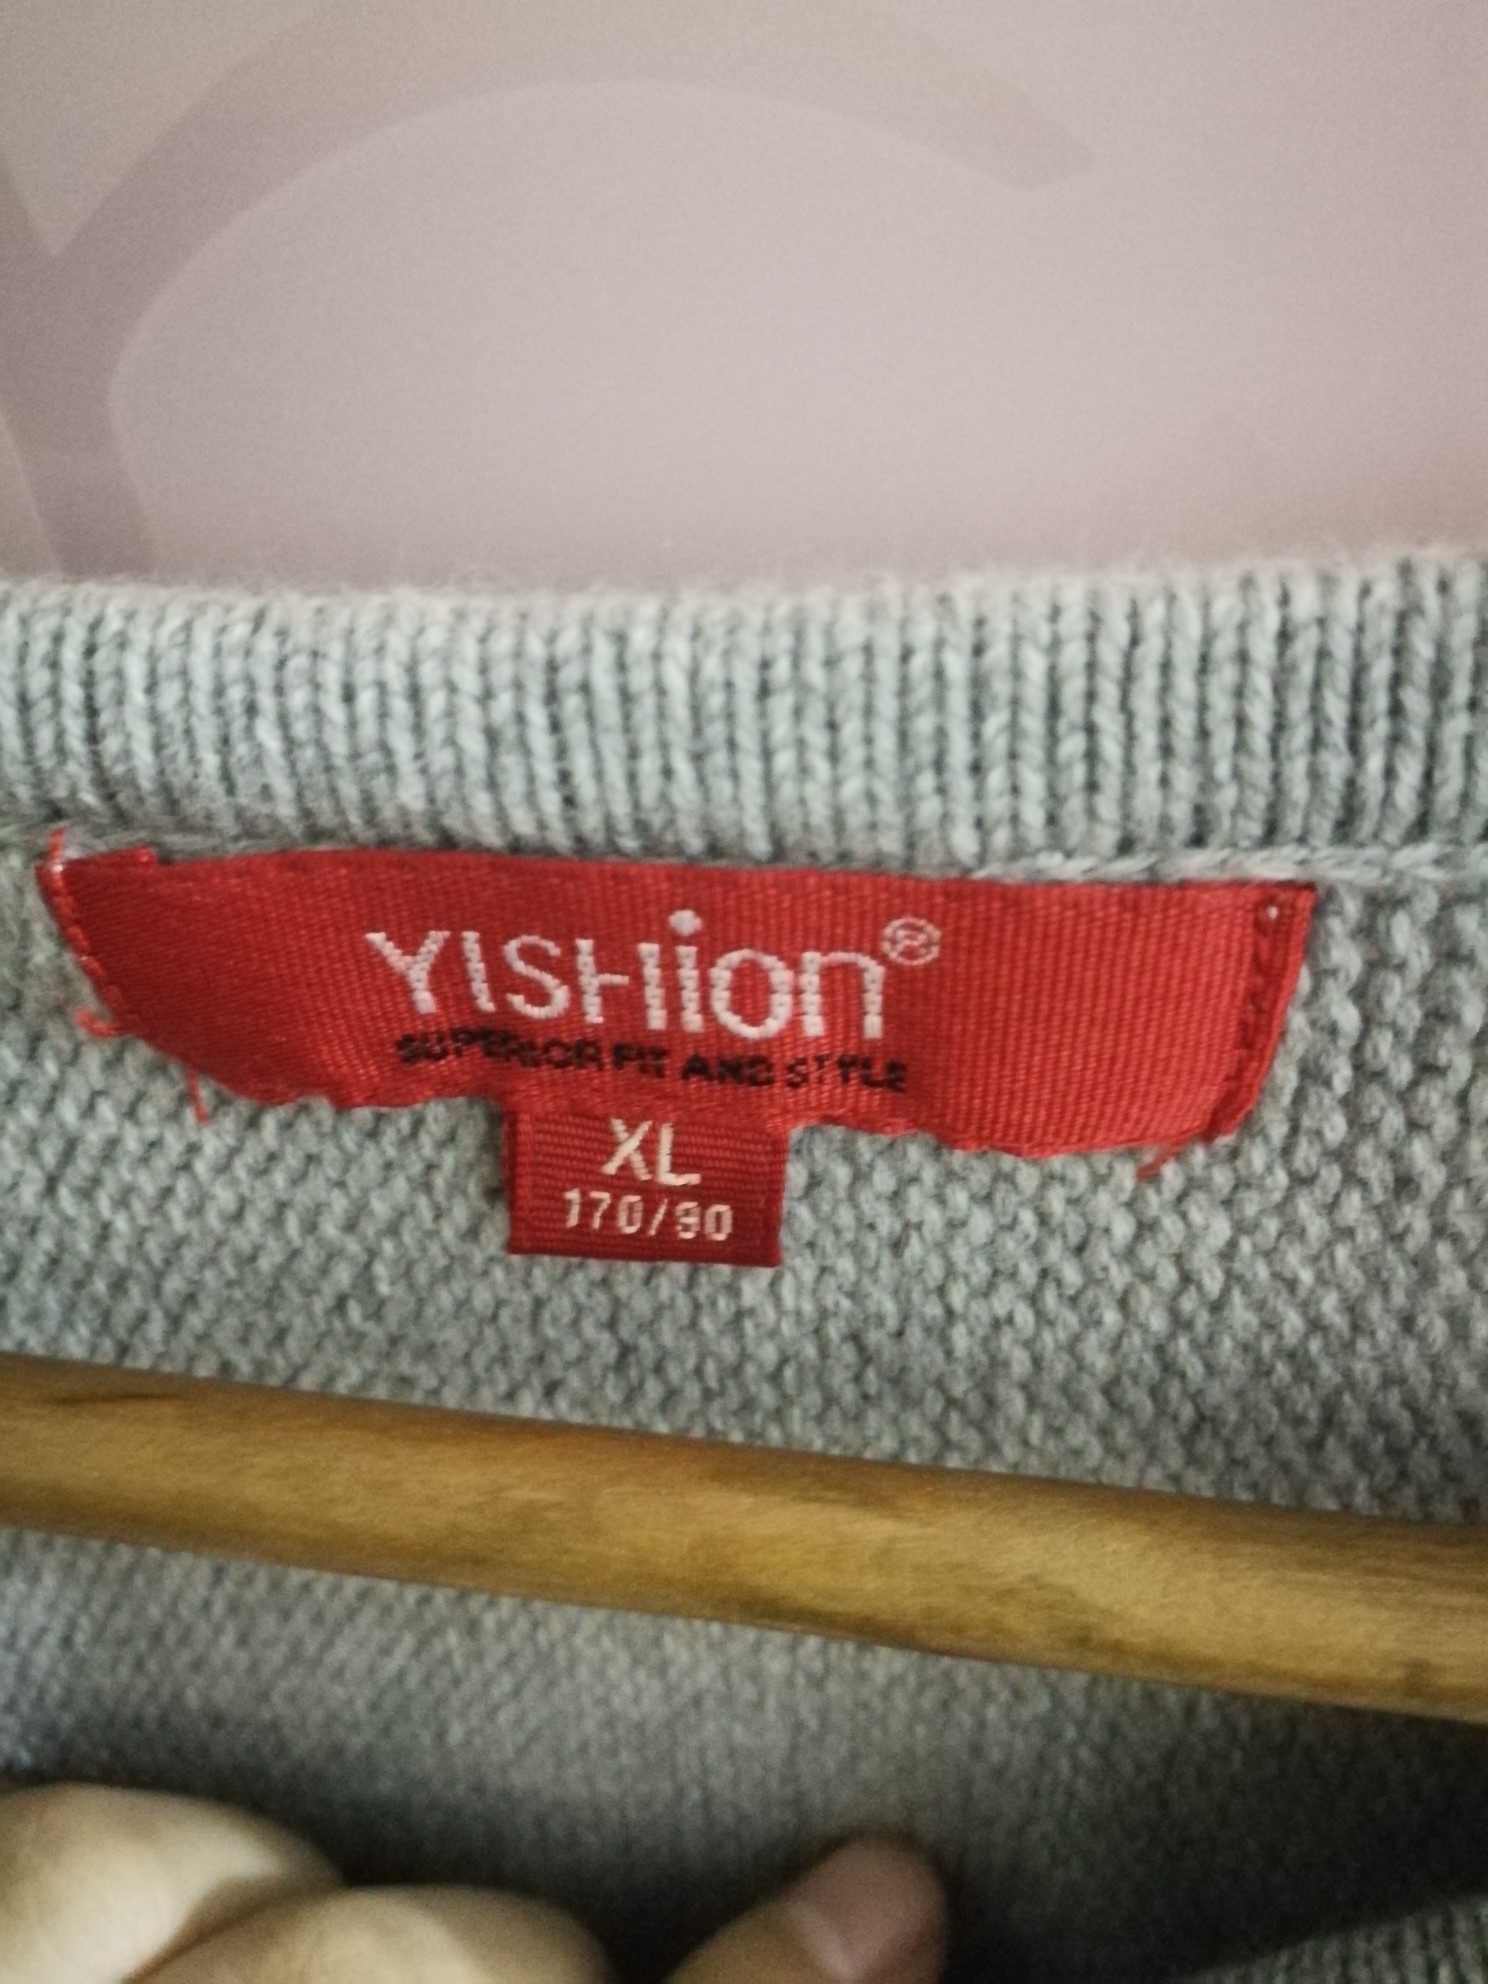 YISHion®
SUPERIOR FIT AND STYLE
XL
170/90